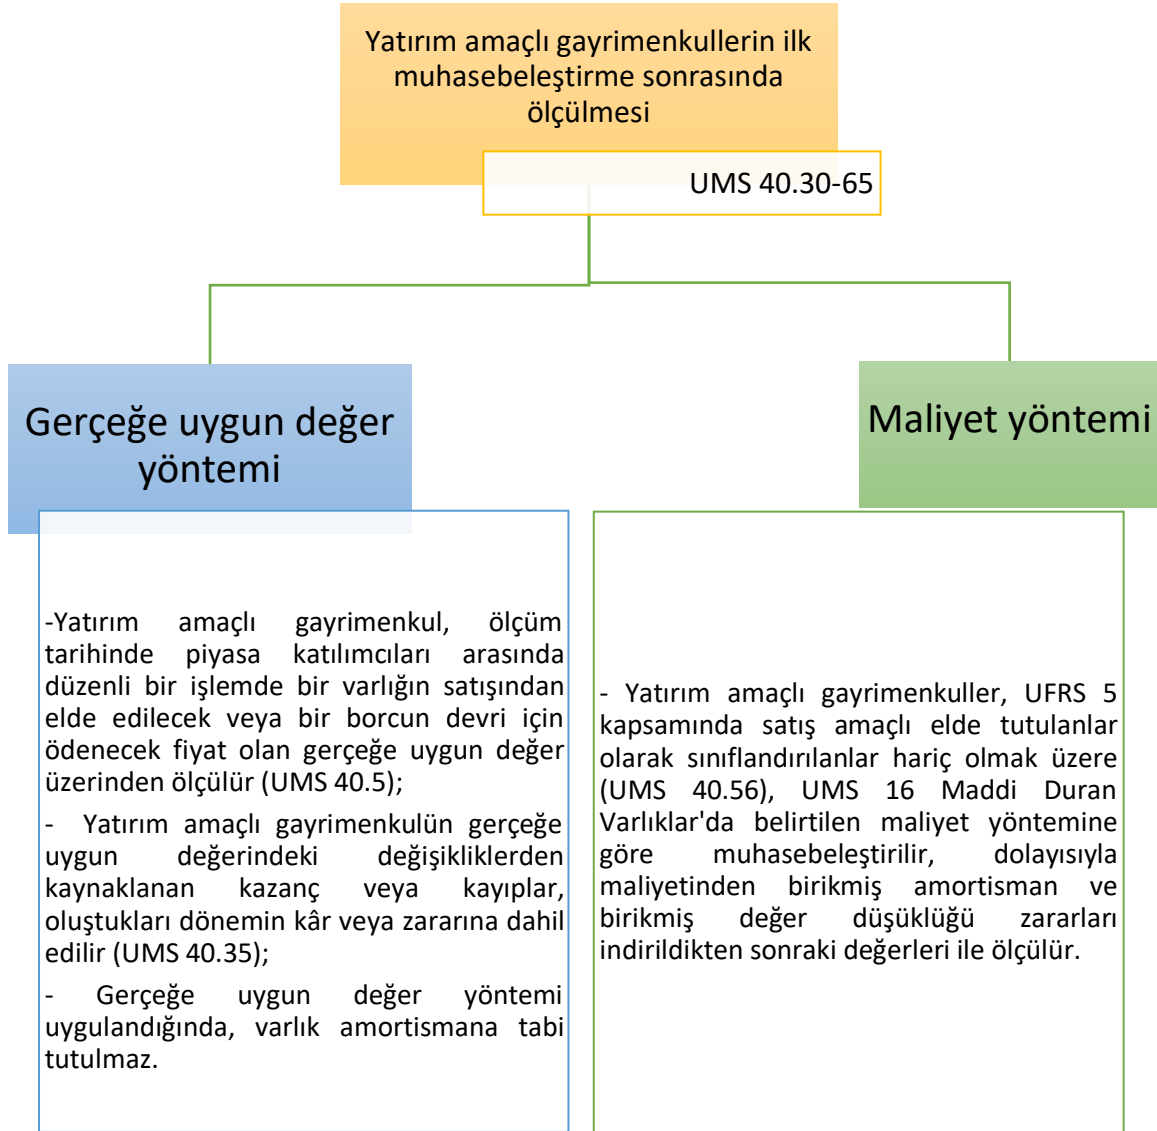 Yatırım amaçlı gayrimenkullerin ilk
muhasebeleştirme sonrasında
ölçülmesi
UMS 40.30-65
Gerçeğe uygun değer
yöntemi
-Yatırım amaçlı gayrimenkul, ölçüm
tarihinde piyasa katılımcıları arasında
düzenli bir işlemde bir varlığın satışından
elde edilecek veya bir borcun devri için
ödenecek fiyat olan gerçeğe uygun değer
üzerinden ölçülür (UMS 40.5);
- Yatırım amaçlı gayrimenkulün gerçeğe
uygun değerindeki değişikliklerden
kaynaklanan kazanç veya kayıplar,
oluştukları dönemin kâr veya zararına dahil
edilir (UMS 40.35);
- Gerçeğe uygun değer yöntemi
uygulandığında, varlık amortismana tabi
tutulmaz.
Maliyet yöntemi
- Yatırım amaçlı gayrimenkuller, UFRS 5
kapsamında satış amaçlı elde tutulanlar
olarak sınıflandırılanlar hariç olmak üzere
(UMS 40.56), UMS 16 Maddi Duran
Varlıklar'da belirtilen maliyet yöntemine
göre muhasebeleştirilir, dolayısıyla
maliyetinden birikmiş amortisman ve
birikmiş değer düşüklüğü zararları
indirildikten sonraki değerleri ile ölçülür.